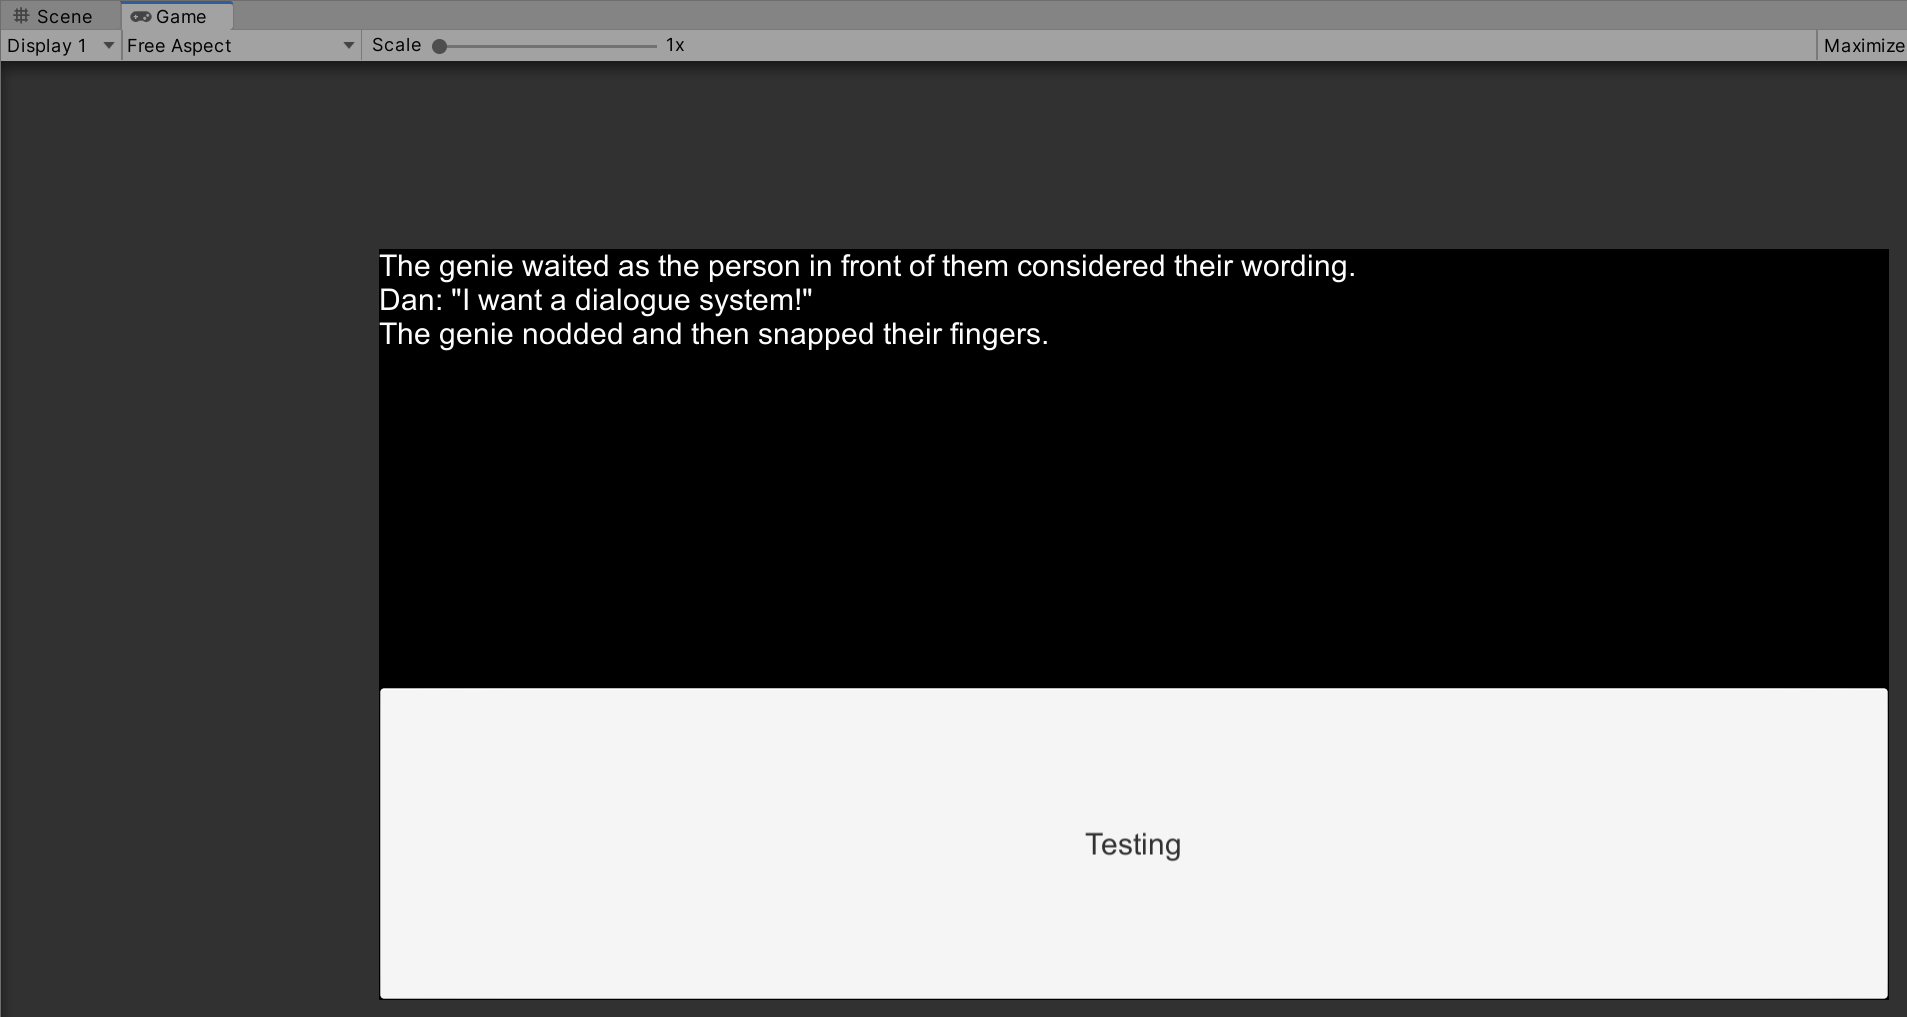 Scene Game
Display 1 Free Aspect Scale 1x Maximize
The genie waited as the person in front of them considered their wording.
Dan: "I want a dialogue system!"
The genie nodded and then snapped their fingers.
Testing